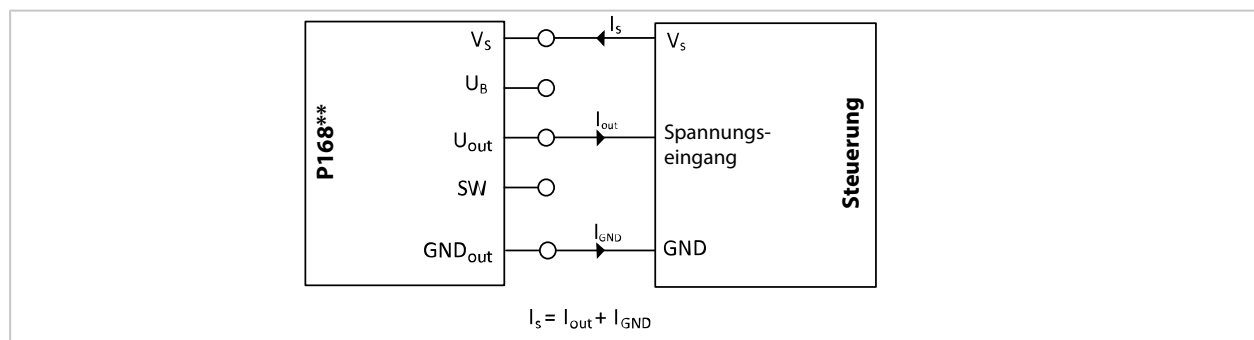 P168**
V_S
I_s
V_s
U_B
U_out
I_out
Spannungs-
eingang
SW
GND_out
I_GND
GND
Steuerung
I_s = I_out + I_GND